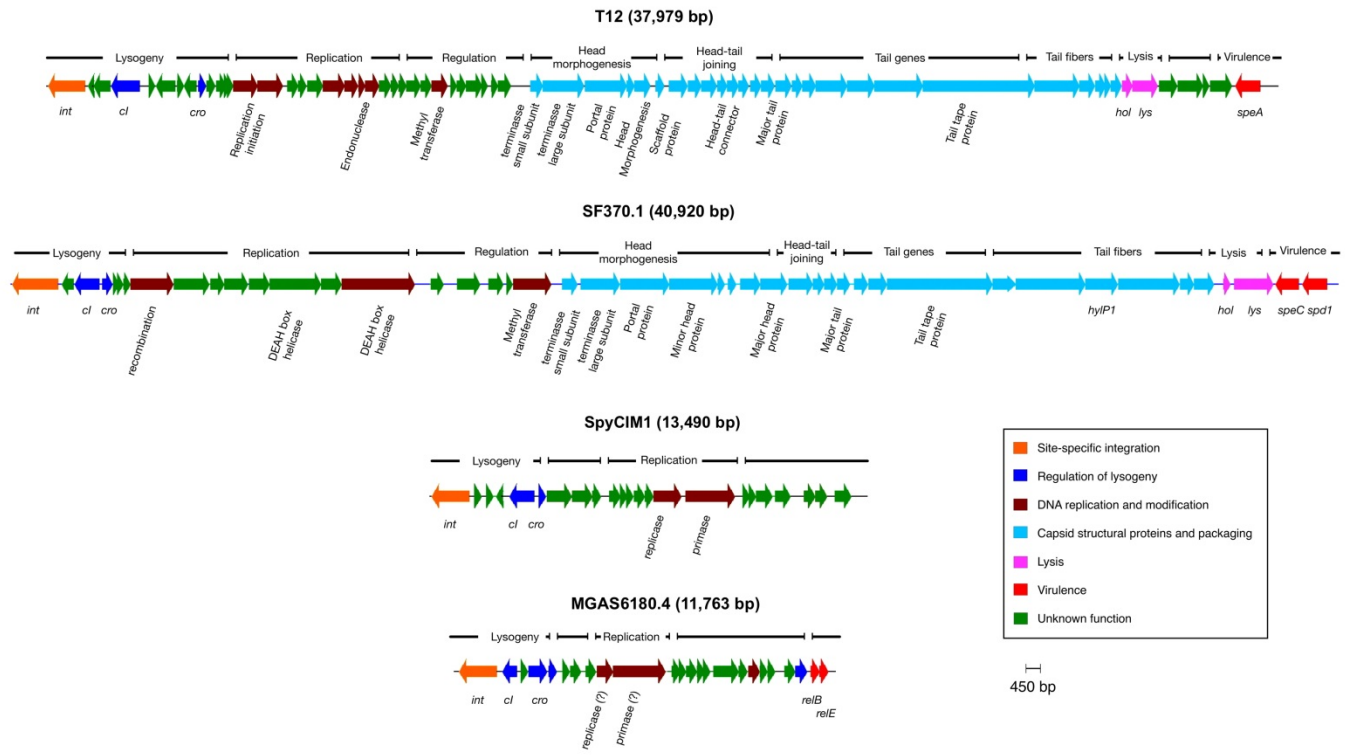 T12 (37,979 bp)
Lysogeny
Replication
Regulation
Head
morphogenesis
Head-tail
joining
Tail genes
Tail fibers
Lysis
Virulence
int
cI
cro
Replication
initiation
Endonuclease
Methyl
transferase
terminasse
small subunit
terminasse
large subunit
Portal
protein
Head
Morphogenesis
Scaffold
protein
Head-tail
connector
Major tail
protein
Tail tape
protein
hol
lys
speA
SF370.1 (40,920 bp)
Lysogeny
Replication
Regulation
Head
morphogenesis
Head-tail
joining
Tail genes
Tail fibers
Lysis
Virulence
int
cI
cro
recombination
DEAH box
helicase
DEAH box
helicase
Methyl
transferase
terminasse
small subunit
terminasse
large subunit
Portal
protein
Minor head
protein
Major head
protein
Major tail
protein
Tail tape
protein
hylP1
hol
lys
speC
spd1
SpyCIM1 (13,490 bp)
Lysogeny
Replication
int
cI
cro
replicase
primase
MGAS6180.4 (11,763 bp)
Lysogeny
Replication
int
cI
cro
replicase (?)
primase (?)
relB
relE
Site-specific integration
Regulation of lysogeny
DNA replication and modification
Capsid structural proteins and packaging
Lysis
Virulence
Unknown function
450 bp